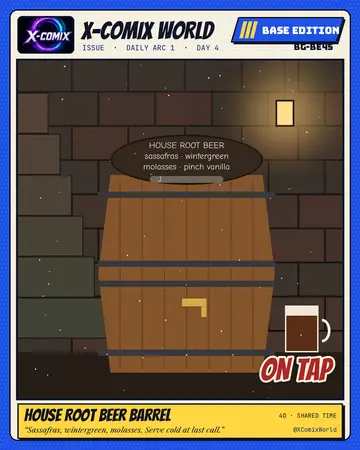 X-COMIX
X-COMIX WORLD
BASE EDITION
ISSUE · DAILY ARC 1 · DAY 4
BG-BE45
HOUSE ROOT BEER
sassafras · wintergreen
molasses · pinch vanilla
ON TAP
HOUSE ROOT BEER BARREL
4D · SHARED TIME
"Sassafras, wintergreen, molasses. Serve cold at last call."
@XComixWorld